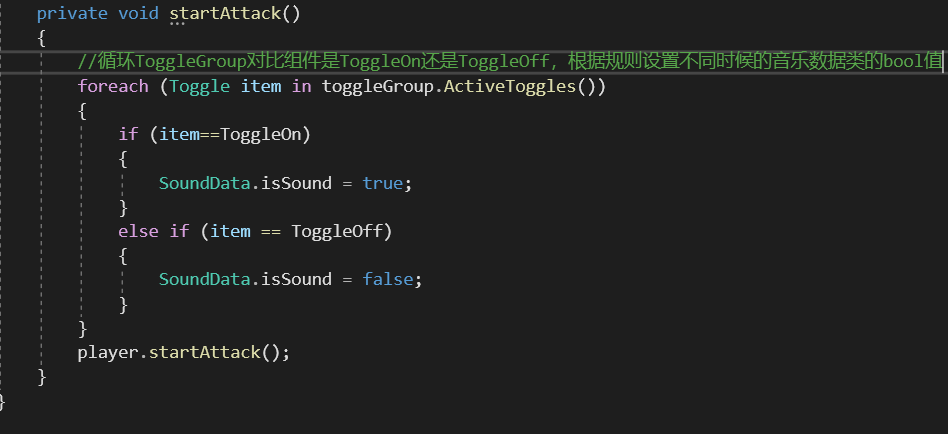 private void startAttack()
{
//循环ToggleGroup对比组件是ToggleOn还是ToggleOff，根据规则设置不同时候的音乐数据类的bool值
foreach (Toggle item in toggleGroup.ActiveToggles())
{
if (item==ToggleOn)
{
SoundData.isSound = true;
}
else if (item == ToggleOff)
{
SoundData.isSound = false;
}
}
player.startAttack();
}
}